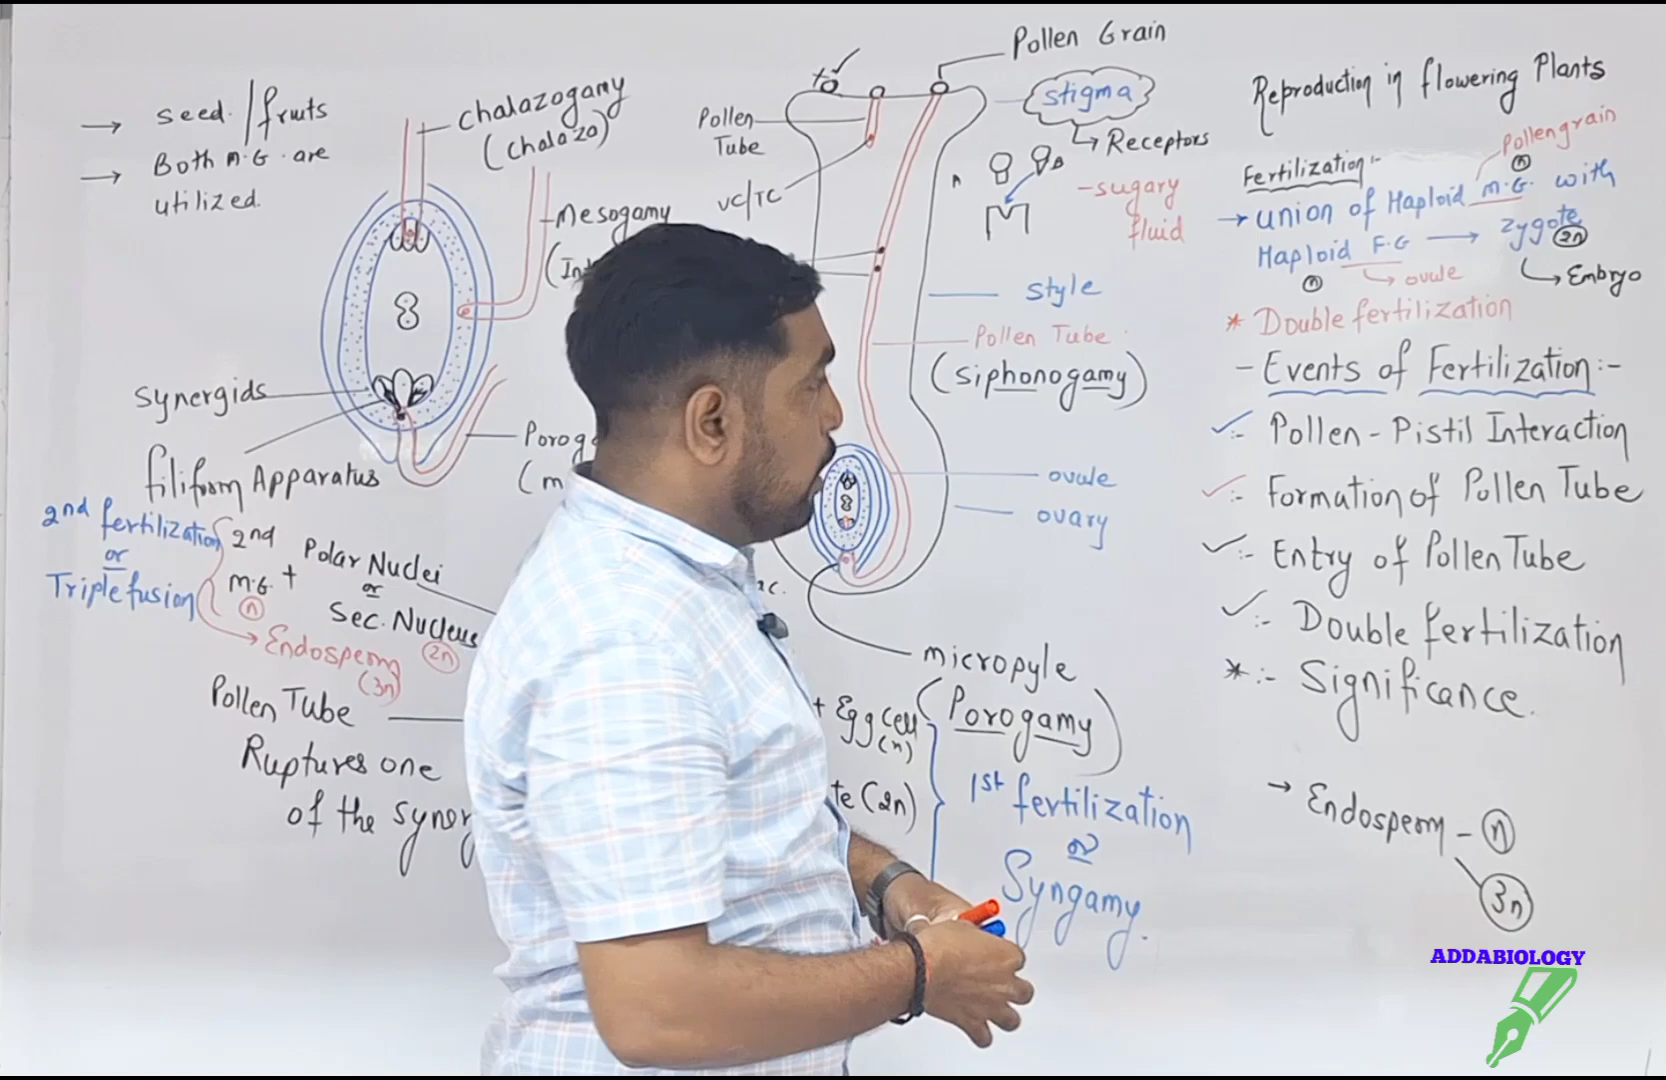 → seed / fruits
→ Both M.G. are
utilized.
chalazogamy
(chalaza)
Mesogamy
Synergids
filiform Apparatus
2nd fertilization
or
Triple fusion
2nd
M.G. +
n
Polar Nuclei
or
Sec. Nucleus
2n
→ Endosperm
(3n)
Pollen Tube
Ruptures one
of the
Pollen Grain
Pollen
Tube
VC/TC
stigma
↳ Receptors
-sugary
fluid
style
Pollen Tube
(Siphonogamy)
ovule
ovary
micropyle
(Porogamy)
+ Egg cell
(n)
(2n)
1st fertilization
or
Syngamy.
Reproduction in flowering Plants
Pollengrain
Fertilization:-
n
→ union of Haploid M.G. with
Haploid F.G → zygote
n
↳ ovule
2n
↳ Embryo
* Double fertilization
- Events of Fertilization:-
:- Pollen-Pistil Interaction
:- Formation of Pollen Tube
:- Entry of Pollen Tube
:- Double fertilization
*:- Significance.
→ Endosperm - n
3n
ADDABIOLOGY